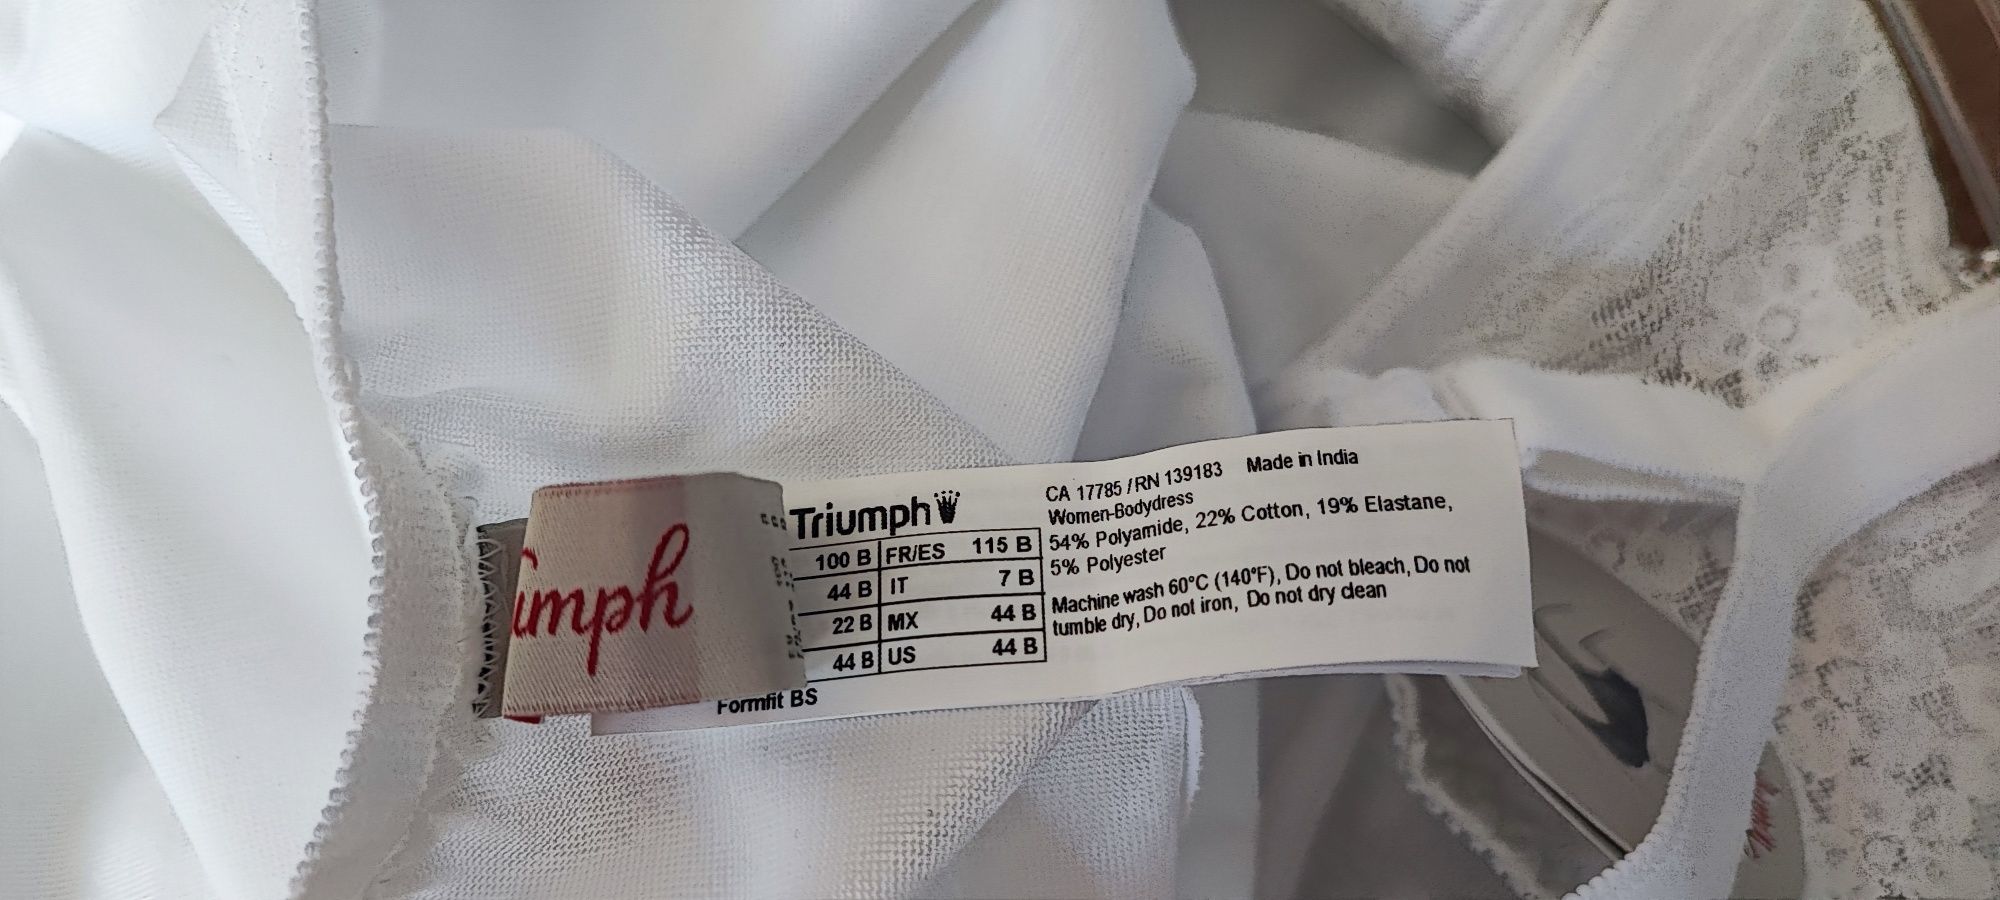 Triumph
100 B FR/ES 115 B
44 B IT 7 B
22 B MX 44 B
44 B US 44 B
Formfit BS
CA 17785 / RN 139183 Made in India
Women-Bodydress
54% Polyamide, 22% Cotton, 19% Elastane,
5% Polyester
Machine wash 60°C (140°F), Do not bleach, Do not
tumble dry, Do not iron, Do not dry clean
umph